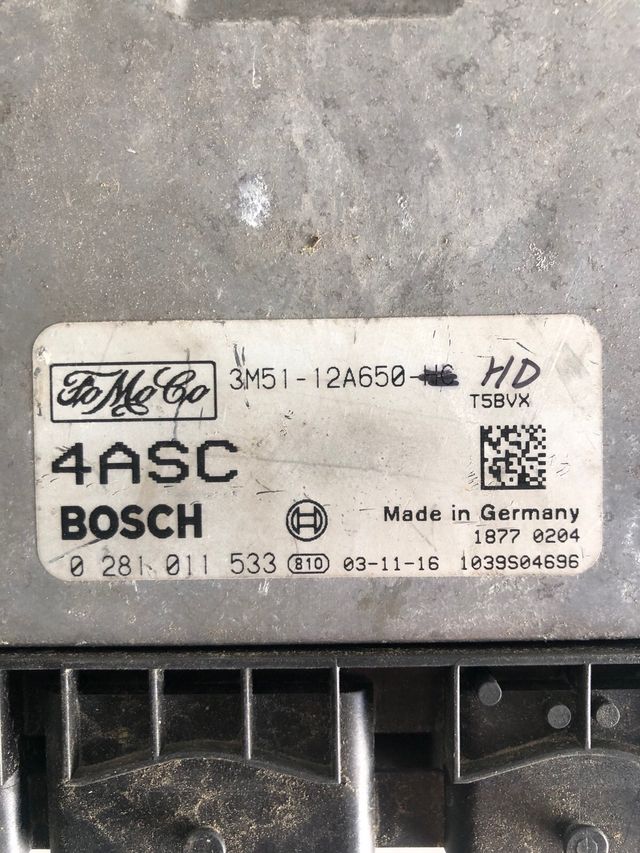 FoMoCo 3M51-12A650-HC HD
T5BVX
4ASC
BOSCH Made in Germany
1877 0204
0 281 011 533 810 03-11-16 1039S04696